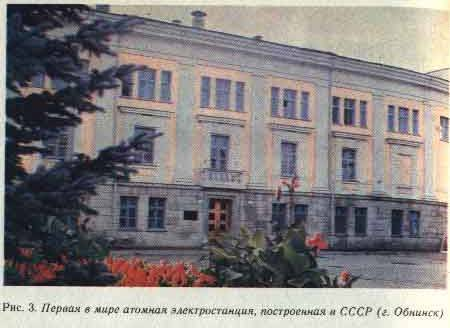 Рис. 3. Первая в мире атомная электростанция, построенная в СССР (г. Обнинск)